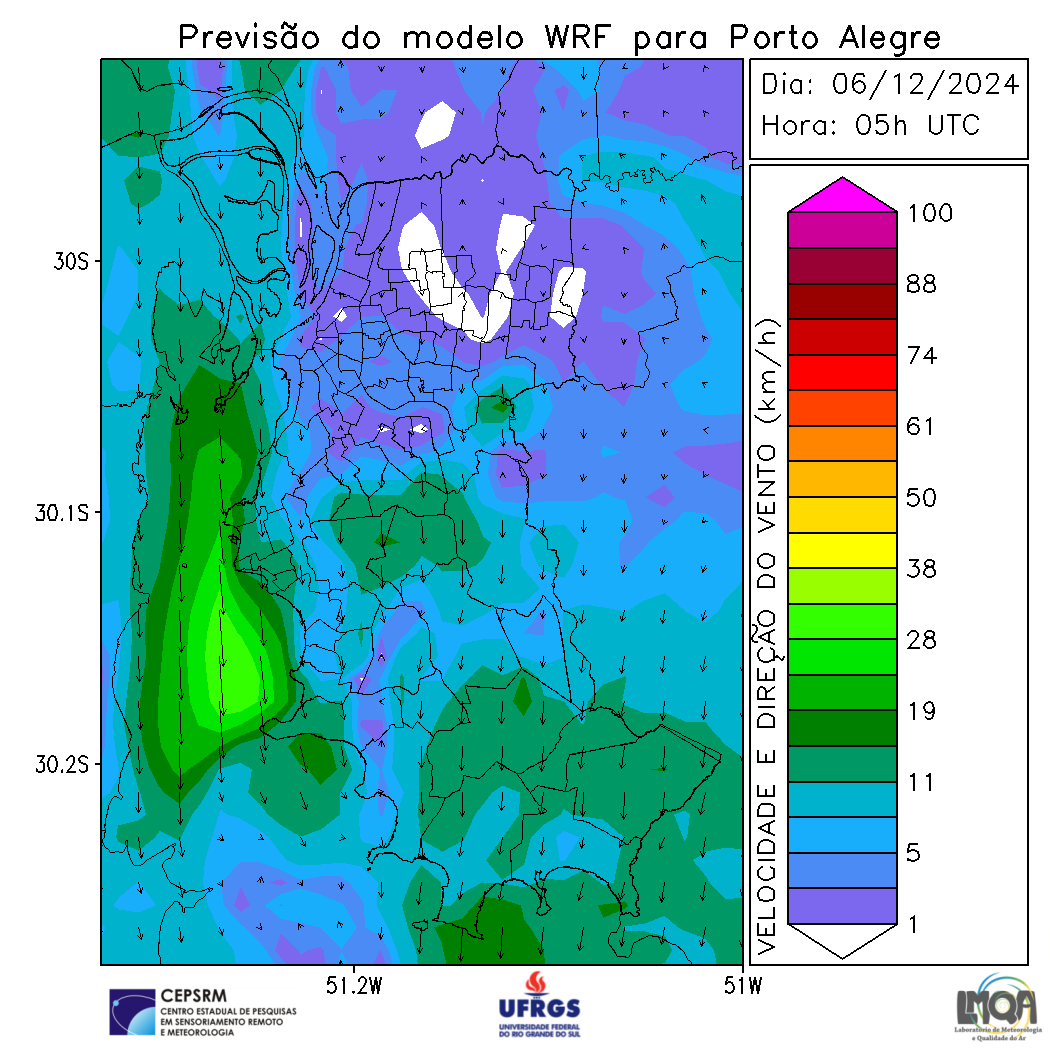 Previsão do modelo WRF para Porto Alegre
Dia: 06/12/2024
Hora: 05h UTC
30S
30.1S
30.2S
51.2W
51W
VELOCIDADE E DIREÇÃO DO VENTO (km/h)
100
88
74
61
50
38
28
19
11
5
1
CEPSRM
CENTRO ESTADUAL DE PESQUISAS
EM SENSORIAMENTO REMOTO
E METEOROLOGIA
UFRGS
UNIVERSIDADE FEDERAL
DO RIO GRANDE DO SUL
LMQA
Laboratório de Meteorologia
e Qualidade do Ar